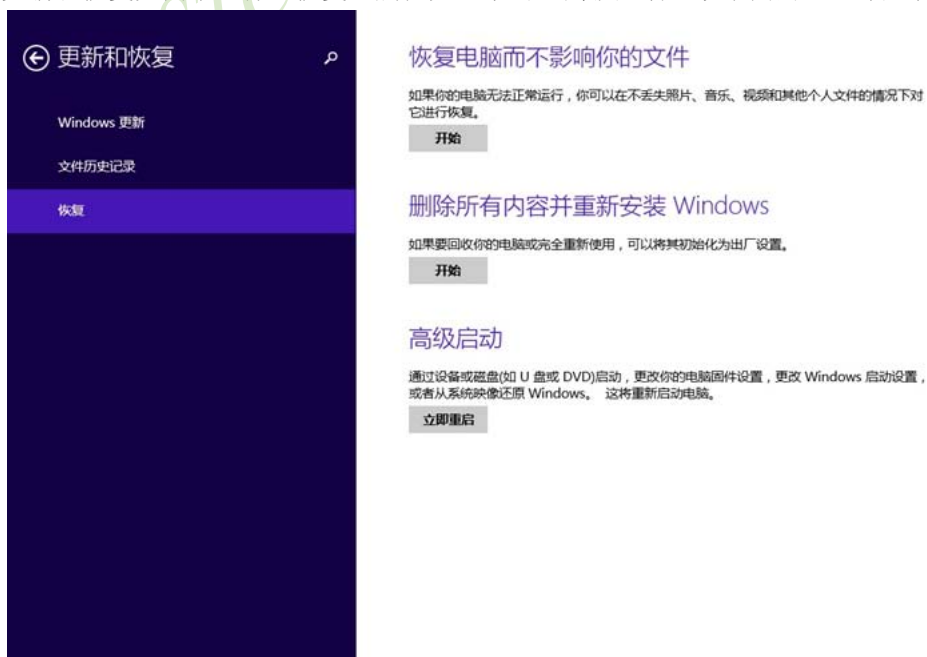 更新和恢复
Windows 更新
文件历史记录
恢复
恢复电脑而不影响你的文件
如果你的电脑无法正常运行，你可以在不丢失照片、音乐、视频和其他个人文件的情况下对
它进行恢复。
开始
删除所有内容并重新安装 Windows
如果要回收你的电脑或完全重新使用，可以将其初始化为出厂设置。
开始
高级启动
通过设备或磁盘(如 U 盘或 DVD)启动，更改你的电脑固件设置，更改 Windows 启动设置，
或者从系统映像还原 Windows。 这将重新启动电脑。
立即重启